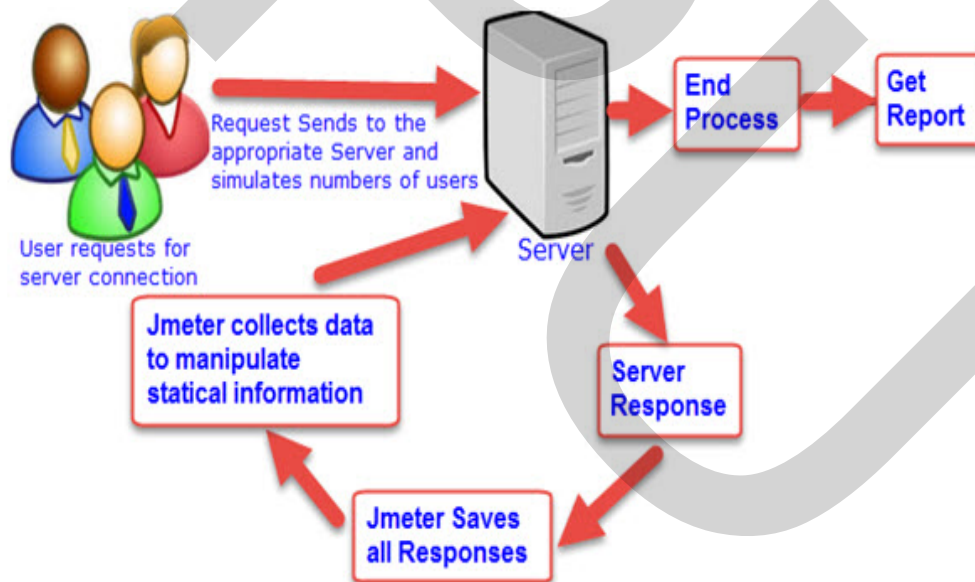 Request Sends to the
appropriate Server and
simulates numbers of users
User requests for
server connection
Server
End
Process
Get
Report
Server
Response
Jmeter Saves
all Responses
Jmeter collects data
to manipulate
statical information